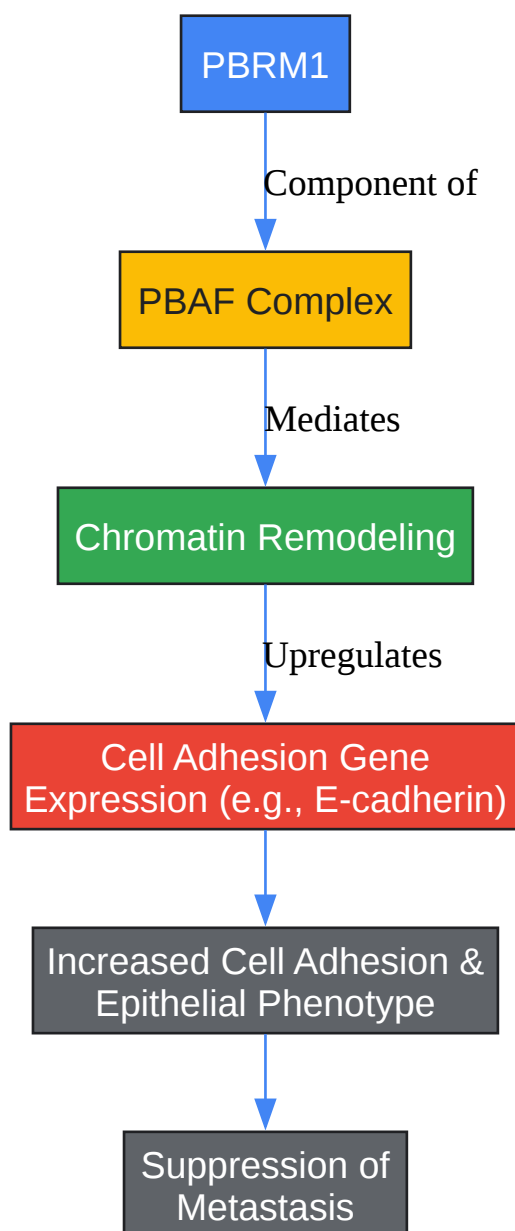 PBRM1
Component of
PBAF Complex
Mediates
Chromatin Remodeling
Upregulates
Cell Adhesion Gene
Expression (e.g., E-cadherin)
Increased Cell Adhesion &
Epithelial Phenotype
Suppression of
Metastasis